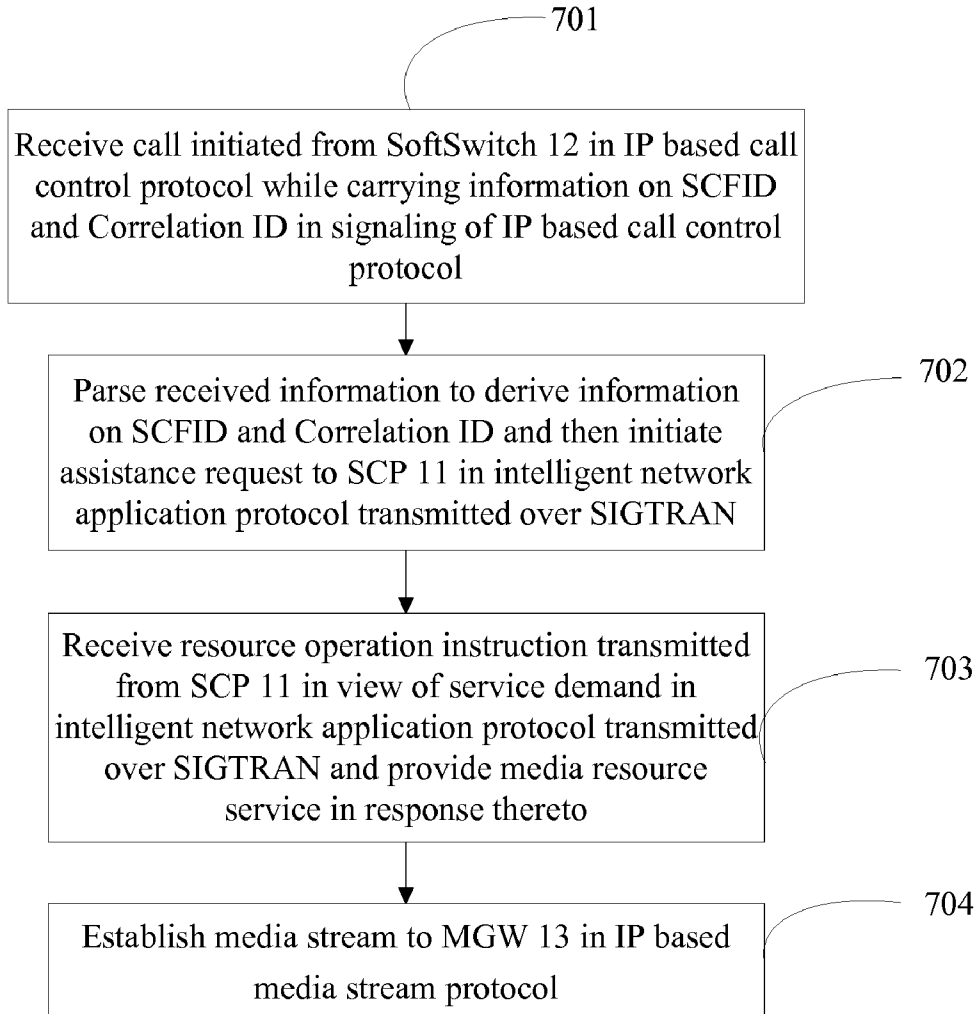 701
Receive call initiated from SoftSwitch 12 in IP based call
control protocol while carrying information on SCFID
and Correlation ID in signaling of IP based call control
protocol
702
Parse received information to derive information
on SCFID and Correlation ID and then initiate
assistance request to SCP 11 in intelligent network
application protocol transmitted over SIGTRAN
703
Receive resource operation instruction transmitted
from SCP 11 in view of service demand in
intelligent network application protocol transmitted
over SIGTRAN and provide media resource
service in response thereto
704
Establish media stream to MGW 13 in IP based
media stream protocol